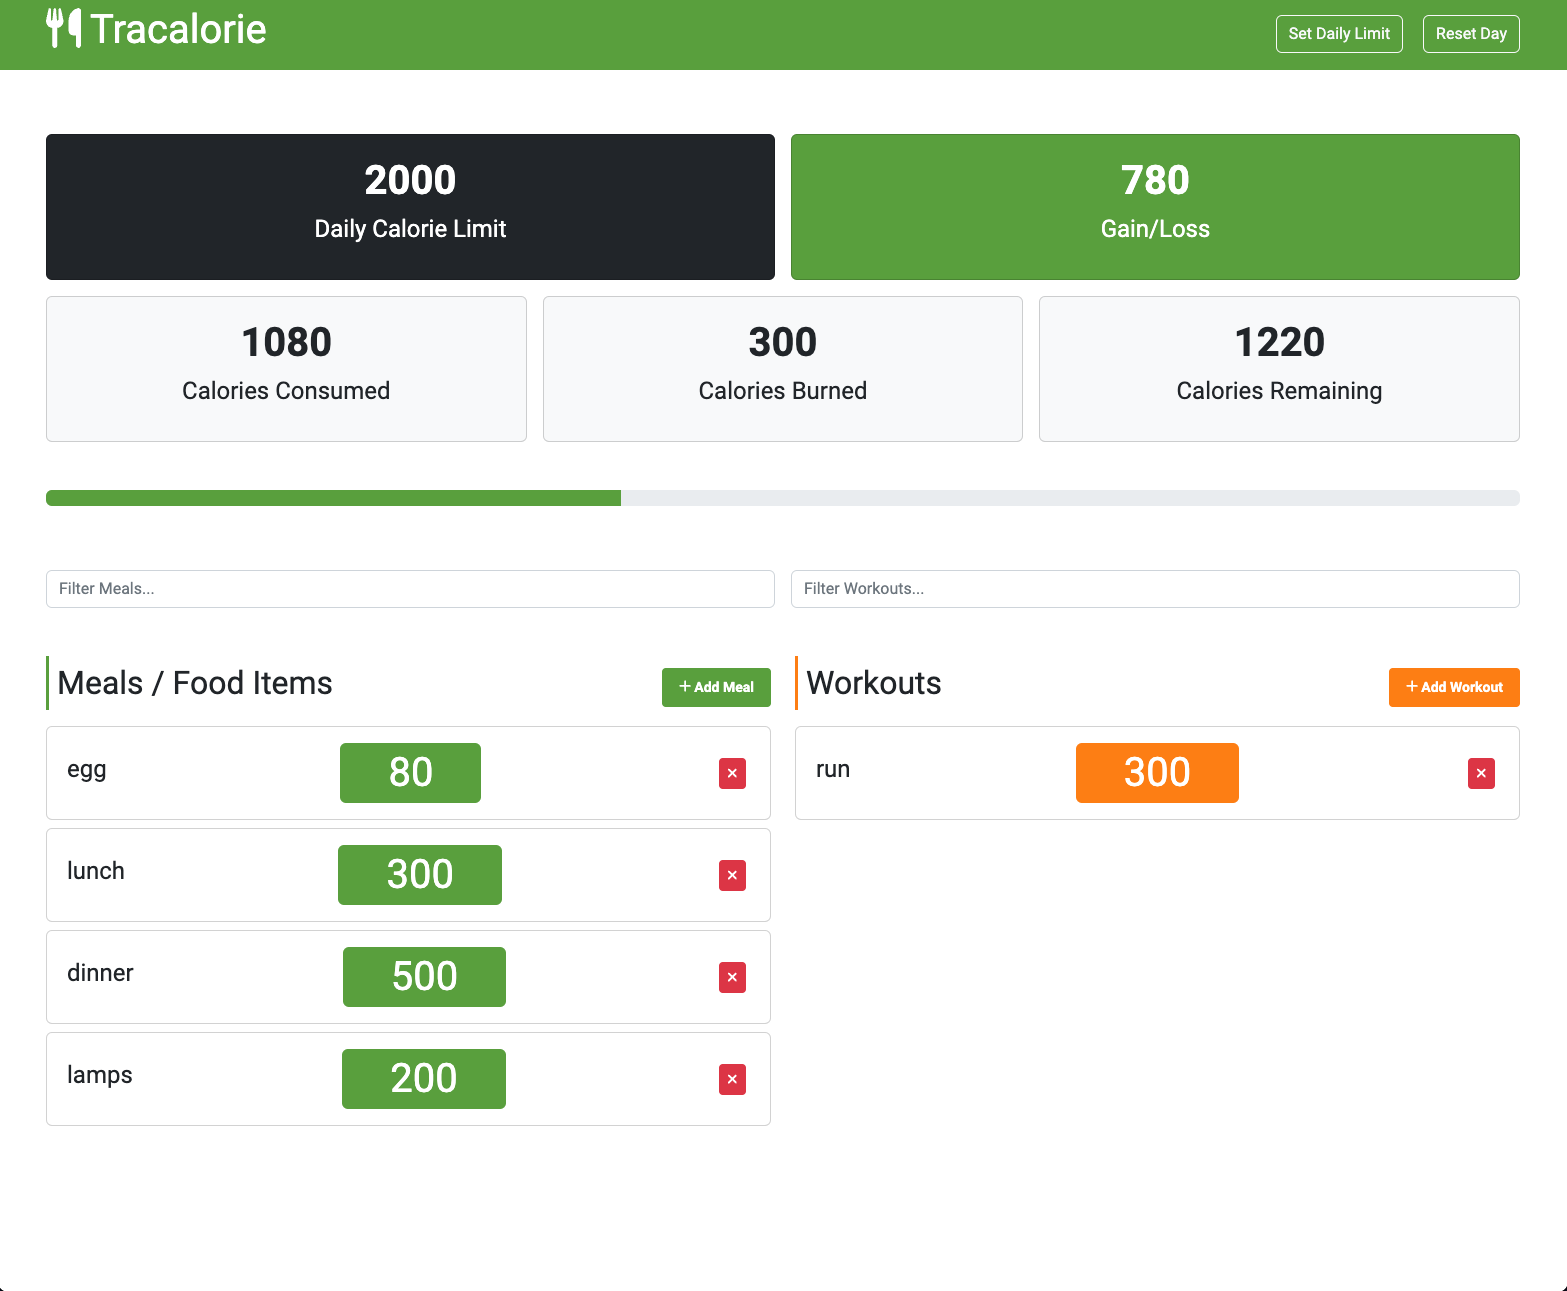 Tracalorie
Set Daily Limit
Reset Day
2000
Daily Calorie Limit
780
Gain/Loss
1080
Calories Consumed
300
Calories Burned
1220
Calories Remaining
Filter Meals...
Filter Workouts...
Meals / Food Items
+ Add Meal
egg
80
×
lunch
300
×
dinner
500
×
lamps
200
×
Workouts
+ Add Workout
run
300
×